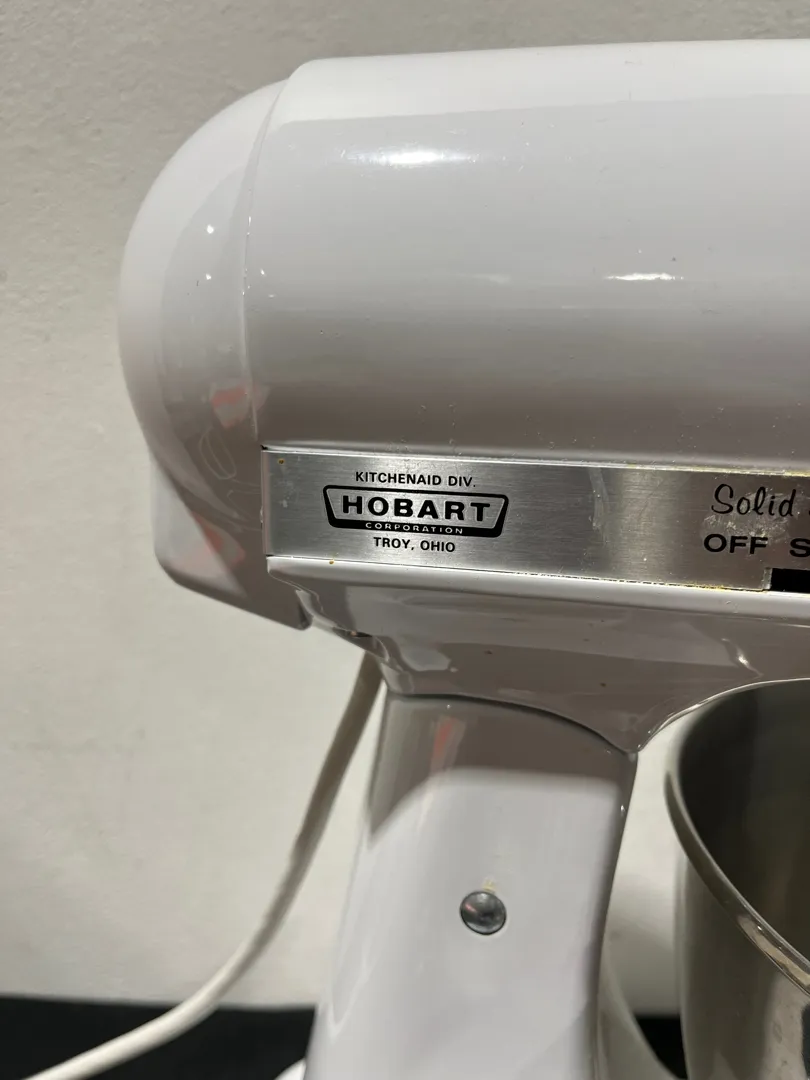 KITCHENAID DIV.
HOBART
CORPORATION
TROY, OHIO
Solid
OFF